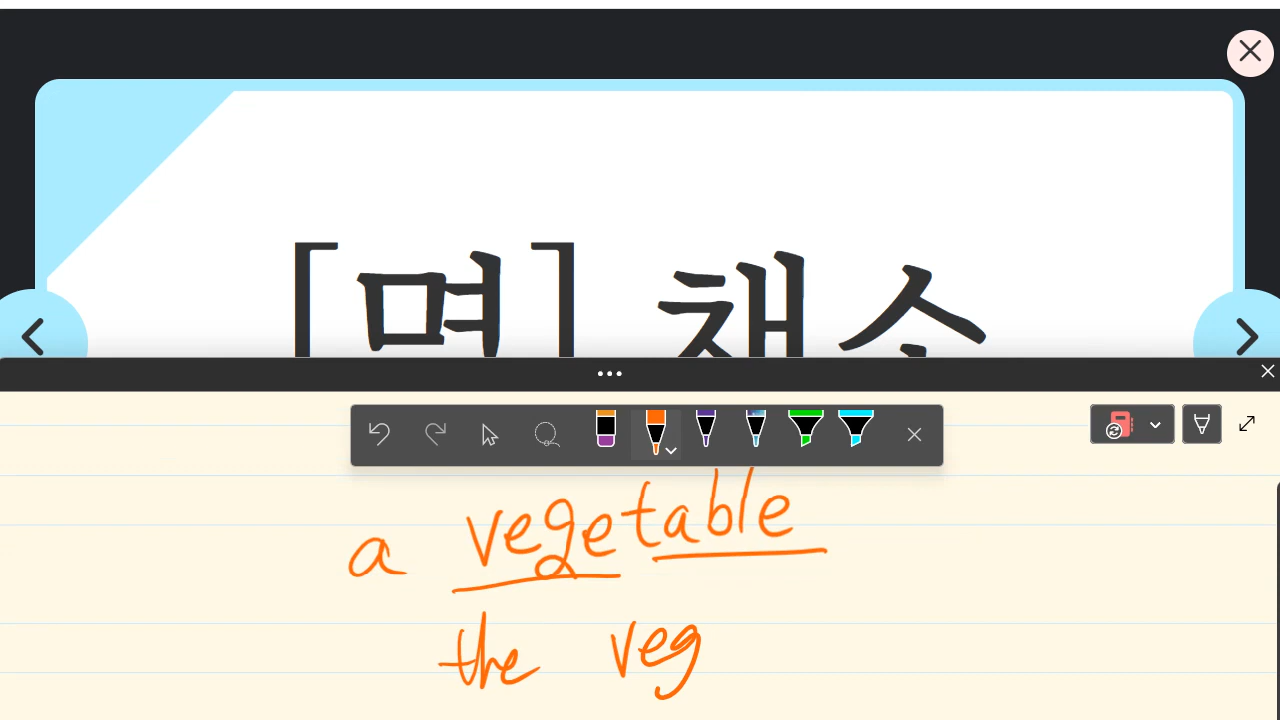 [명] 채소
a vegetable
the veg